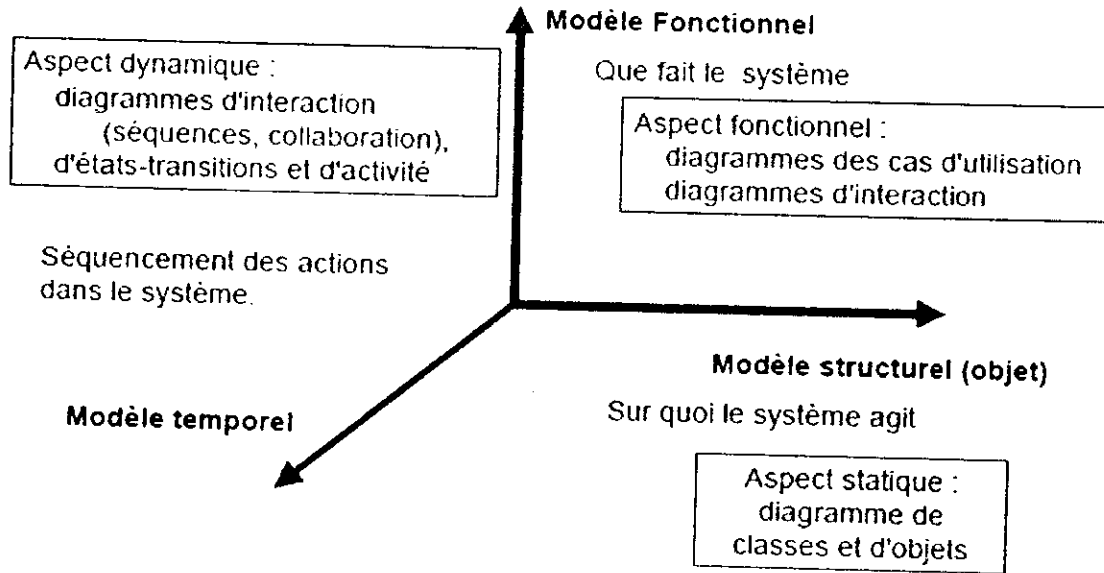 Modèle Fonctionnel
Aspect dynamique :
diagrammes d'interaction
(séquences, collaboration),
d'états-transitions et d'activité
Que fait le système
Aspect fonctionnel :
diagrammes des cas d'utilisation
diagrammes d'interaction
Séquencement des actions
dans le système.
Modèle structurel (objet)
Modèle temporel
Sur quoi le système agit
Aspect statique :
diagramme de
classes et d'objets